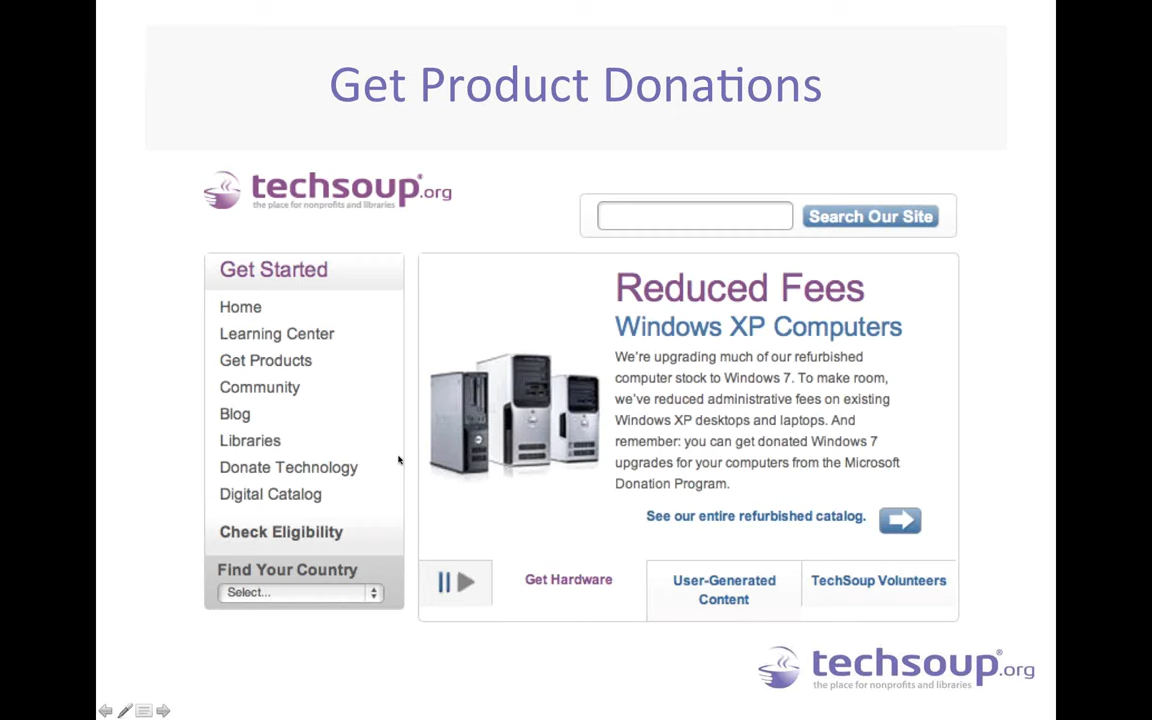 Get Product Donations
techsoup®.org
the place for nonprofits and libraries
Search Our Site
Get Started
Home
Learning Center
Get Products
Community
Blog
Libraries
Donate Technology
Digital Catalog
Check Eligibility
Find Your Country
Select...
Reduced Fees
Windows XP Computers
We're upgrading much of our refurbished
computer stock to Windows 7. To make room,
we've reduced administrative fees on existing
Windows XP desktops and laptops. And
remember: you can get donated Windows 7
upgrades for your computers from the Microsoft
Donation Program.
See our entire refurbished catalog.
Get Hardware
User-Generated
Content
TechSoup Volunteers
techsoup®.org
the place for nonprofits and libraries